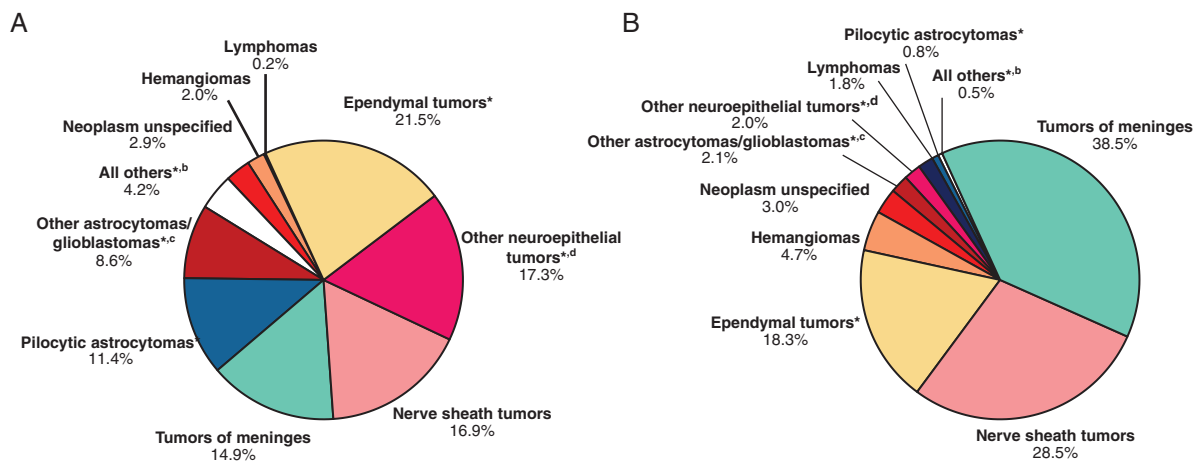 A
Lymphomas
0.2%
Hemangiomas
2.0%
Ependymal tumors*
21.5%
Neoplasm unspecified
2.9%
All others*,b
4.2%
Other astrocytomas/
glioblastomas*,c
8.6%
Other neuroepithelial
tumors*,d
17.3%
Pilocytic astrocytomas*
11.4%
Nerve sheath tumors
16.9%
Tumors of meninges
14.9%
B
Pilocytic astrocytomas*
0.8%
Lymphomas
1.8%
All others*,b
0.5%
Other neuroepithelial tumors*,d
2.0%
Tumors of meninges
38.5%
Other astrocytomas/glioblastomas*,c
2.1%
Neoplasm unspecified
3.0%
Hemangiomas
4.7%
Ependymal tumors*
18.3%
Nerve sheath tumors
28.5%